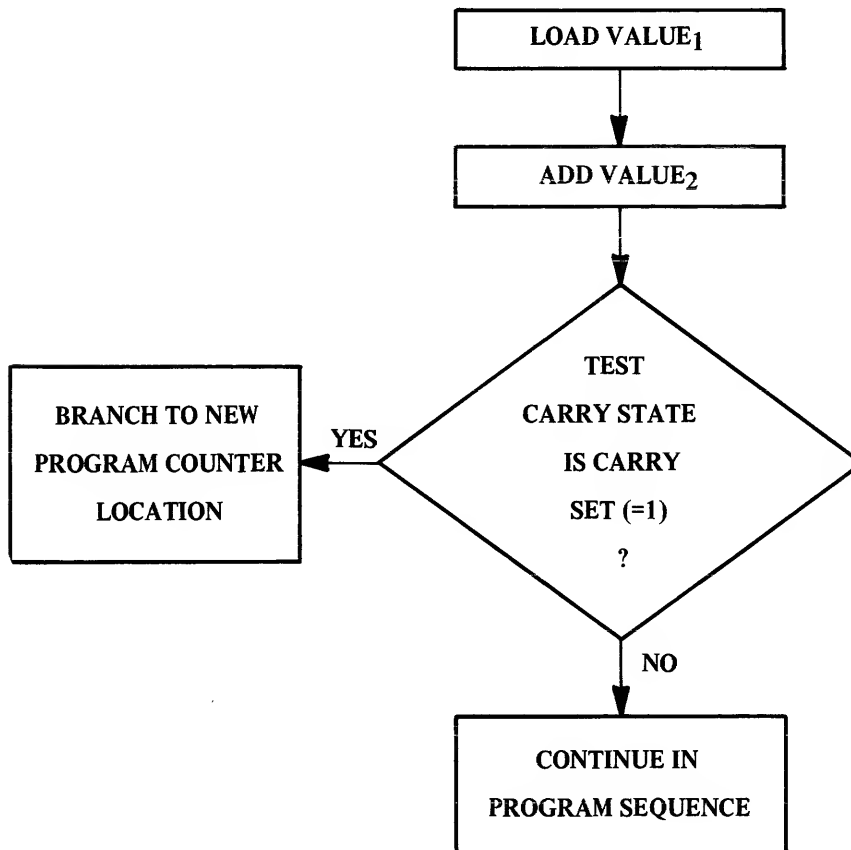 LOAD VALUE1
ADD VALUE2
TEST
CARRY STATE
IS CARRY
SET (=1)
?
YES
BRANCH TO NEW
PROGRAM COUNTER
LOCATION
NO
CONTINUE IN
PROGRAM SEQUENCE